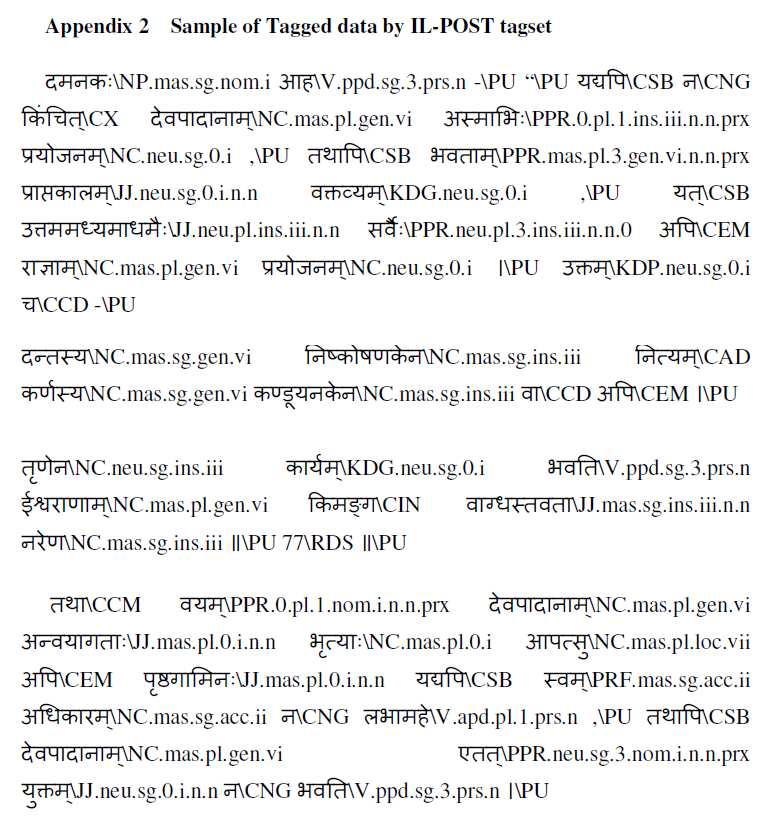 Appendix 2 Sample of Tagged data by IL-POST tagset
दमनकः\NP.mas.sg.nom.i आह\V.ppd.sg.3.prs.n -\PU “\PU यद्यपि\CSB न\CNG
किंचित्\CX देवपादानाम्\NC.mas.pl.gen.vi अस्माभिः\PPR.0.pl.1.ins.iii.n.n.prx
प्रयोजनम्\NC.neu.sg.0.i ,\PU तथापि\CSB भवताम्\PPR.mas.pl.3.gen.vi.n.n.prx
प्राप्तकालम्\JJ.neu.sg.0.i.n.n वक्तव्यम्\KDG.neu.sg.0.i ,\PU यत्\CSB
उत्तममध्यमाधमैः\JJ.neu.pl.ins.iii.n.n सर्वैः\PPR.neu.pl.3.ins.iii.n.n.0 अपि\CEM
राज्ञाम्\NC.mas.pl.gen.vi प्रयोजनम्\NC.neu.sg.0.i |\PU उक्तम्\KDP.neu.sg.0.i
च\CCD -\PU
दन्तस्य\NC.mas.sg.gen.vi निष्कोषणकेन\NC.mas.sg.ins.iii नित्यम्\CAD
कर्णस्य\NC.mas.sg.gen.vi कण्डूयनकेन\NC.mas.sg.ins.iii वा\CCD अपि\CEM |\PU
तृणेन\NC.neu.sg.ins.iii कार्यम्\KDG.neu.sg.0.i भवति\V.ppd.sg.3.prs.n
ईश्वराणाम्\NC.mas.pl.gen.vi किमङ्ग\CIN वाग्धस्तवता\JJ.mas.sg.ins.iii.n.n
नरेण\NC.mas.sg.ins.iii ||\PU 77\RDS ||\PU
तथा\CCM वयम्\PPR.0.pl.1.nom.i.n.n.prx देवपादानाम्\NC.mas.pl.gen.vi
अन्वयागताः\JJ.mas.pl.0.i.n.n भृत्याः\NC.mas.pl.0.i आपत्सु\NC.mas.pl.loc.vii
अपि\CEM पृष्ठगामिनः\JJ.mas.pl.0.i.n.n यद्यपि\CSB स्वम्\PRF.mas.sg.acc.ii
अधिकारम्\NC.mas.sg.acc.ii न\CNG लभामहे\V.apd.pl.1.prs.n ,\PU तथापि\CSB
देवपादानाम्\NC.mas.pl.gen.vi एतत्\PPR.neu.sg.3.nom.i.n.n.prx
युक्तम्\JJ.neu.sg.0.i.n.n न\CNG भवति\V.ppd.sg.3.prs.n |\PU